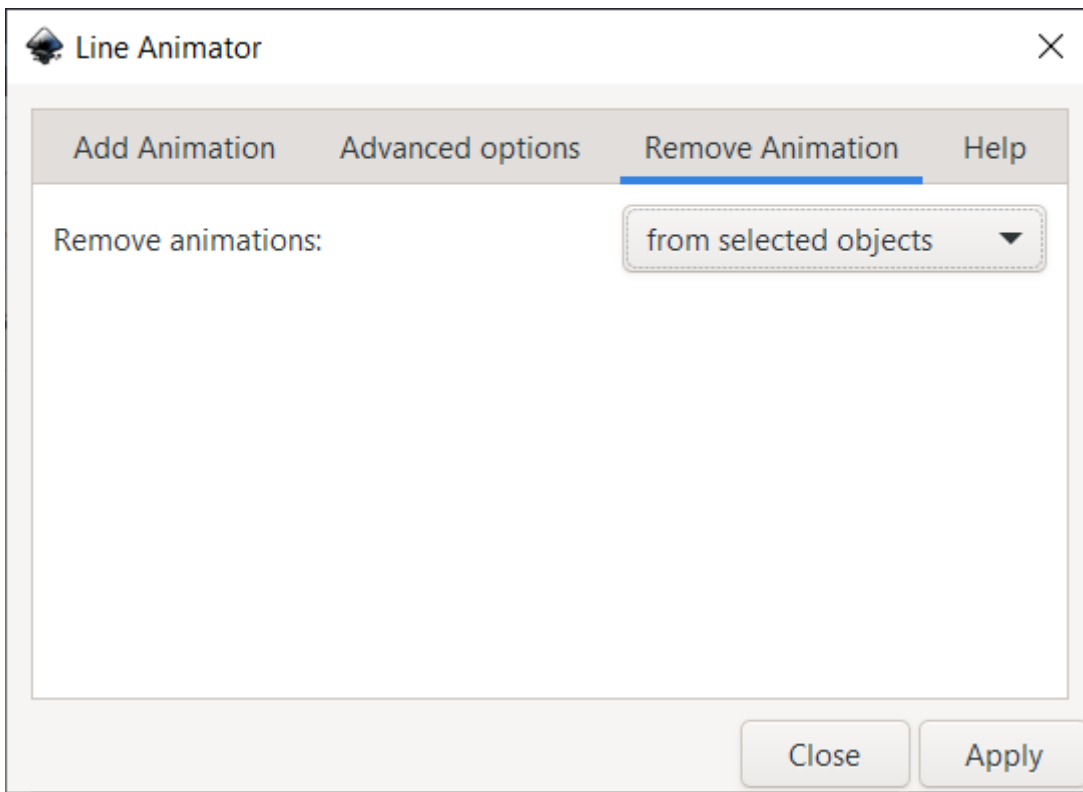 Line Animator
Add Animation Advanced options Remove Animation Help
Remove animations: from selected objects
Close Apply